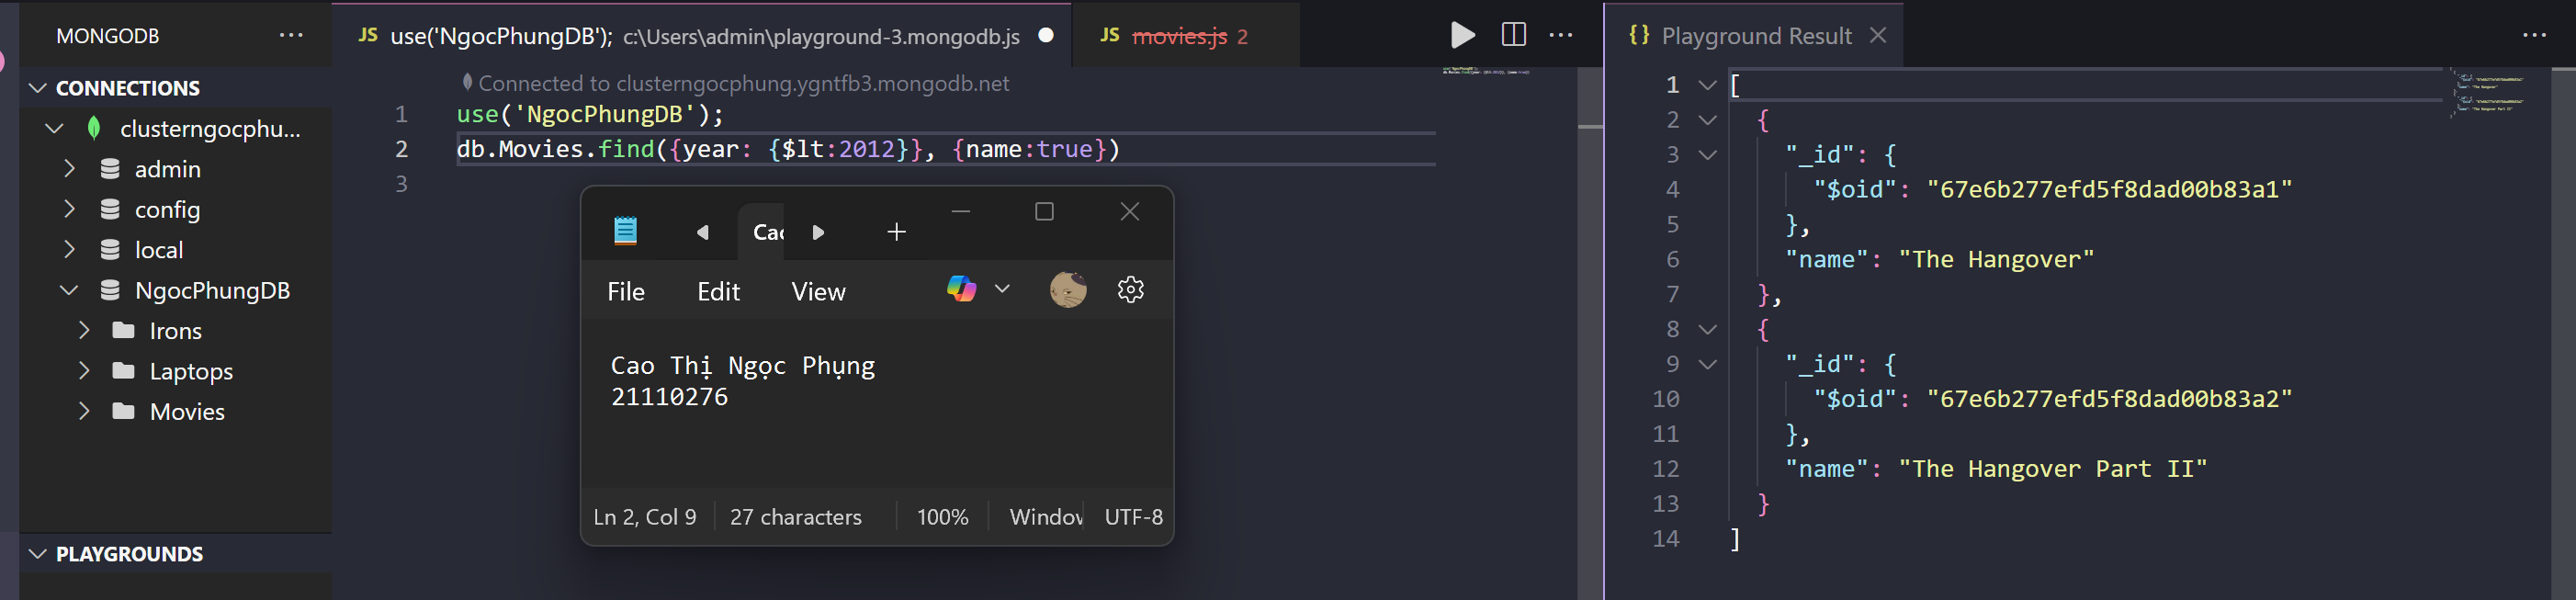 MONGODB
CONNECTIONS
clusterngocphu...
admin
config
local
NgocPhungDB
Irons
Laptops
Movies
PLAYGROUNDS
JS use('NgocPhungDB'); c:\Users\admin\playground-3.mongodb.js
JS movies.js 2
Connected to clusterngocphung.ygntfb3.mongodb.net
1 use('NgocPhungDB');
2 db.Movies.find({year: {$lt:2012}}, {name:true})
3
Cao
File Edit View
Cao Thị Ngọc Phụng
21110276
Ln 2, Col 9 27 characters 100% Window UTF-8
{} Playground Result
1 [
2 {
3 "_id": {
4 "$oid": "67e6b277efd5f8dad00b83a1"
5 },
6 "name": "The Hangover"
7 },
8 {
9 "_id": {
10 "$oid": "67e6b277efd5f8dad00b83a2"
11 },
12 "name": "The Hangover Part II"
13 }
14 ]